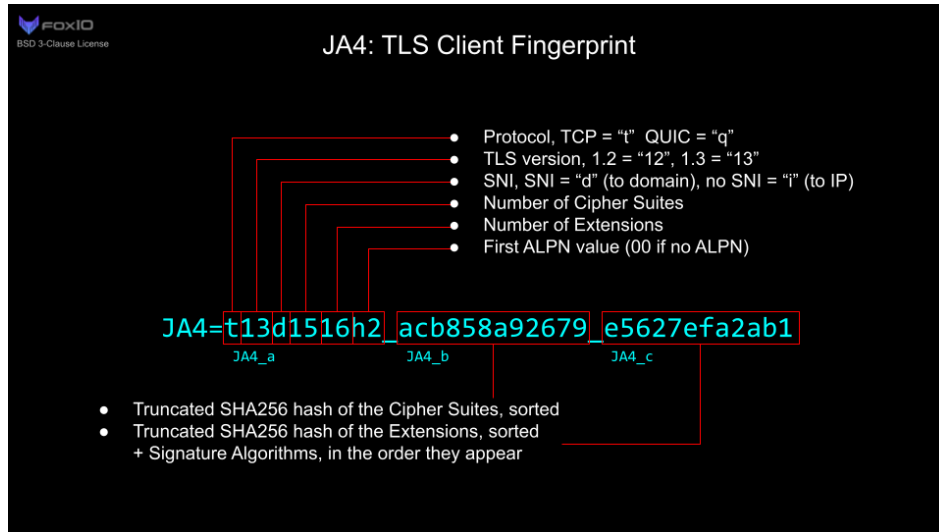 FOXIO
BSD 3-Clause License
JA4: TLS Client Fingerprint
● Protocol, TCP = “t” QUIC = “q”
● TLS version, 1.2 = “12”, 1.3 = “13”
● SNI, SNI = “d” (to domain), no SNI = “i” (to IP)
● Number of Cipher Suites
● Number of Extensions
● First ALPN value (00 if no ALPN)
JA4=t13d1516h2_acb858a92679_e5627efa2ab1
JA4_a JA4_b JA4_c
● Truncated SHA256 hash of the Cipher Suites, sorted
● Truncated SHA256 hash of the Extensions, sorted
+ Signature Algorithms, in the order they appear